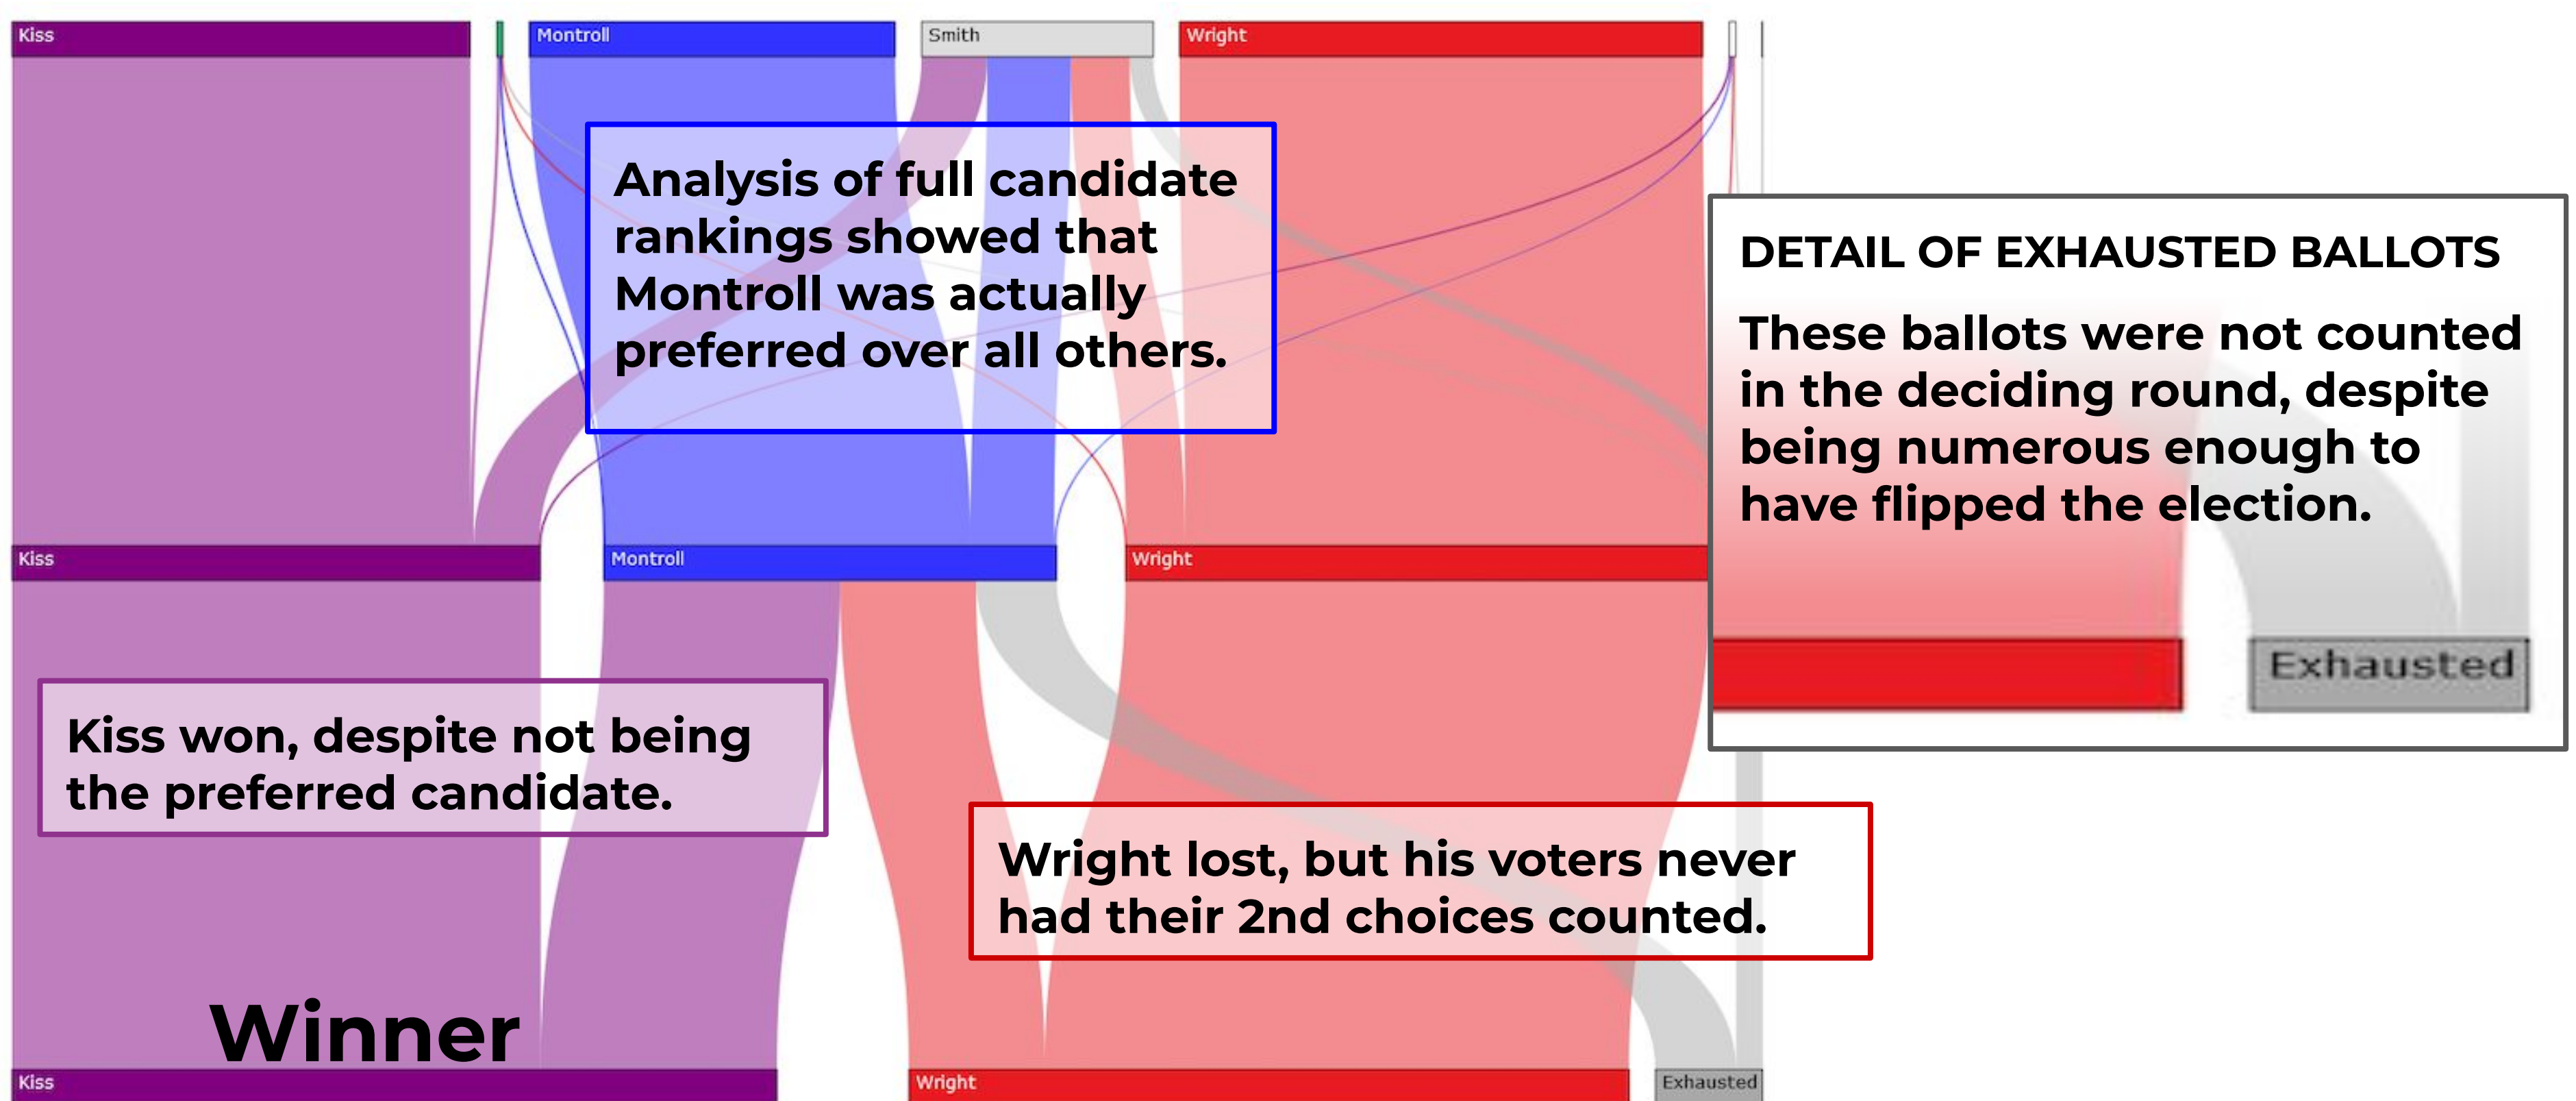 Kiss
Montroll
Smith
Wright
Analysis of full candidate
rankings showed that
Montroll was actually
preferred over all others.
DETAIL OF EXHAUSTED BALLOTS
These ballots were not counted
in the deciding round, despite
being numerous enough to
have flipped the election.
Exhausted
Kiss
Montroll
Wright
Kiss won, despite not being
the preferred candidate.
Wright lost, but his voters never
had their 2nd choices counted.
Winner
Kiss
Wright
Exhausted